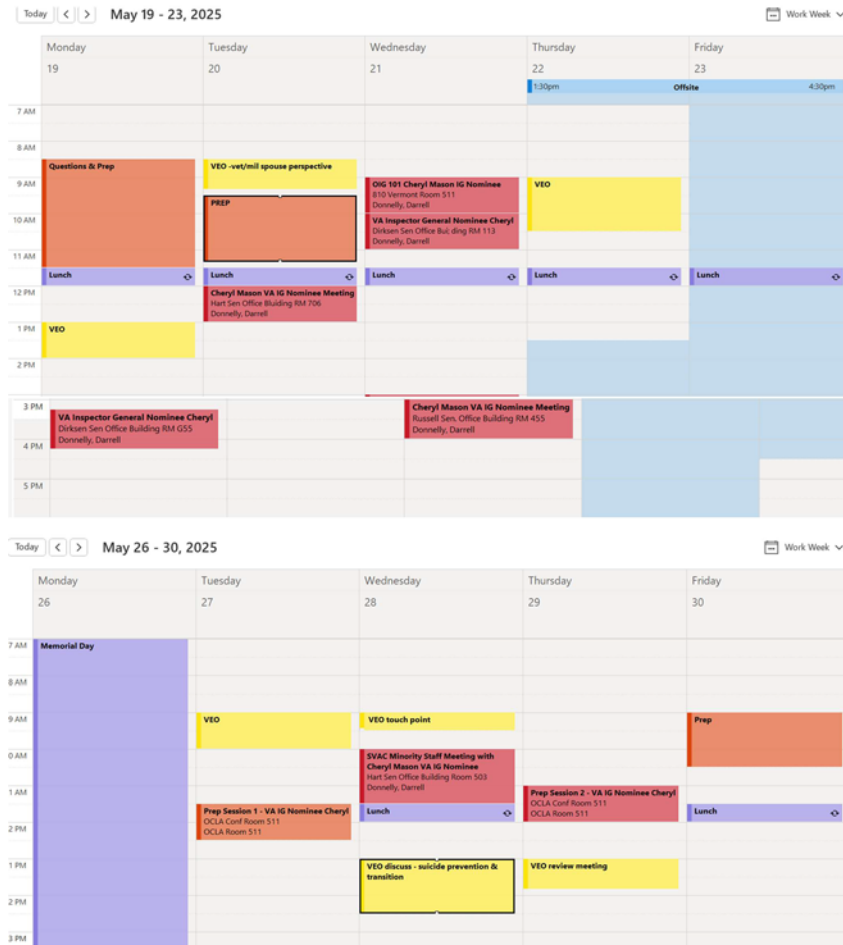 Today < > May 19 - 23, 2025 Work Week
Monday Tuesday Wednesday Thursday Friday
19 20 21 22 23
1:30pm Offsite 4:30pm
7 AM
8 AM
Questions & Prep
VEO -vet/mil spouse perspective
9 AM
PREP
OIG 101 Cheryl Mason IG Nominee
810 Vermont Room 511
Donnelly, Darrell
VEO
10 AM
VA Inspector General Nominee Cheryl
Dirksen Sen Office Bui: ding RM 113
Donnelly, Darrell
11 AM
Lunch Lunch Lunch Lunch Lunch
12 PM
Cheryl Mason VA IG Nominee Meeting
Hart Sen Office Bluiding RM 706
Donnelly, Darrell
1 PM
VEO
2 PM
3 PM
VA Inspector General Nominee Cheryl
Dirksen Sen Office Building RM G55
Donnelly, Darrell
Cheryl Mason VA IG Nominee Meeting
Russell Sen. Office Building RM 455
Donnelly, Darrell
4 PM
5 PM
Today < > May 26 - 30, 2025 Work Week
Monday Tuesday Wednesday Thursday Friday
26 27 28 29 30
7 AM
Memorial Day
8 AM
9 AM
VEO
VEO touch point
Prep
0 AM
SVAC Minority Staff Meeting with
Cheryl Mason VA IG Nominee
Hart Sen Office Building Room 503
Donnelly, Darrell
1 AM
Prep Session 2 - VA IG Nominee Cheryl
OCLA Conf Room 511
OCLA Room 511
Prep Session 1 - VA IG Nominee Cheryl
OCLA Conf Room 511
OCLA Room 511
Lunch Lunch
2 PM
1 PM
VEO discuss - suicide prevention &
transition
VEO review meeting
2 PM
3 PM